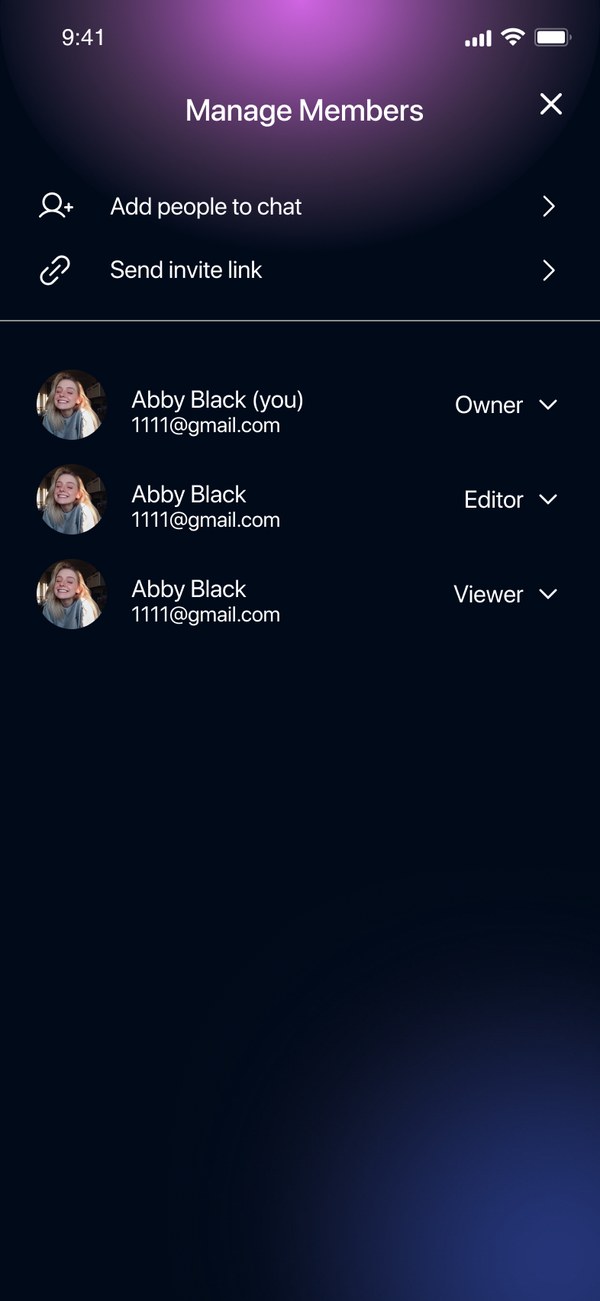 9:41
Manage Members
Add people to chat
Send invite link
Abby Black (you)
Owner
1111@gmail.com
Abby Black
Editor
1111@gmail.com
Abby Black
Viewer
1111@gmail.com